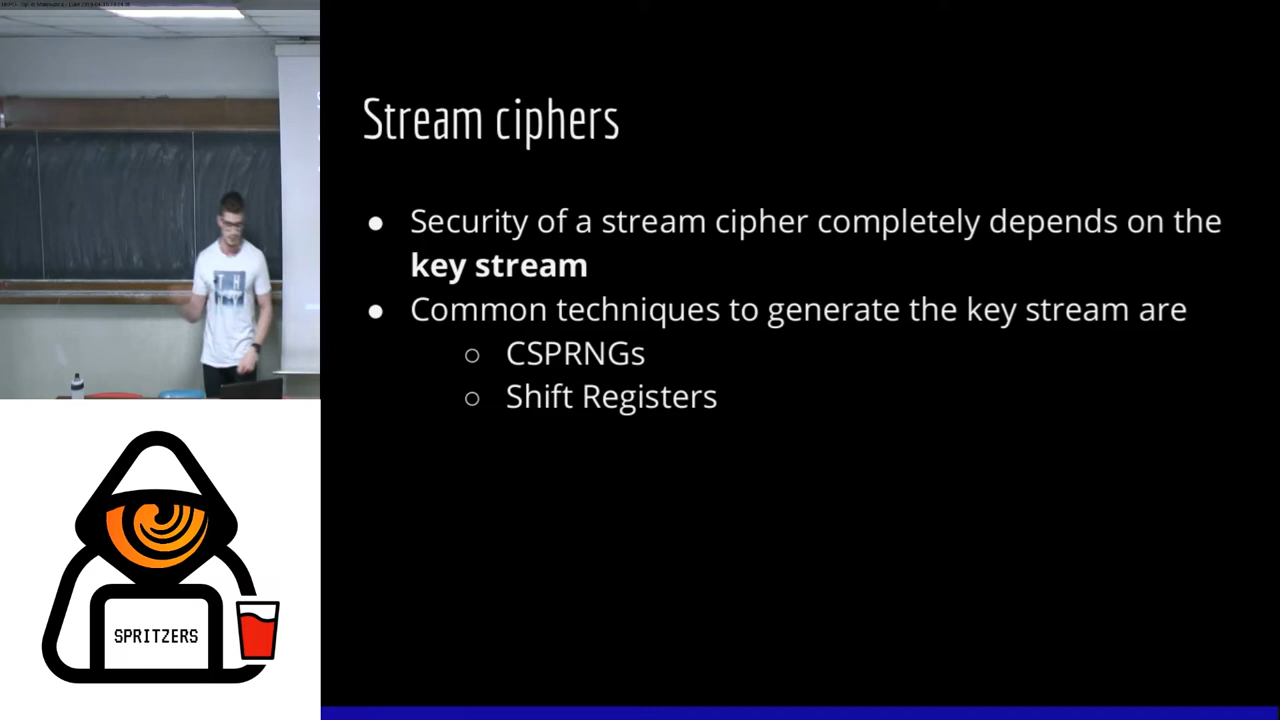 Stream ciphers
● Security of a stream cipher completely depends on the
key stream
● Common techniques to generate the key stream are
○ CSPRNGs
○ Shift Registers
T H
SPRITZERS